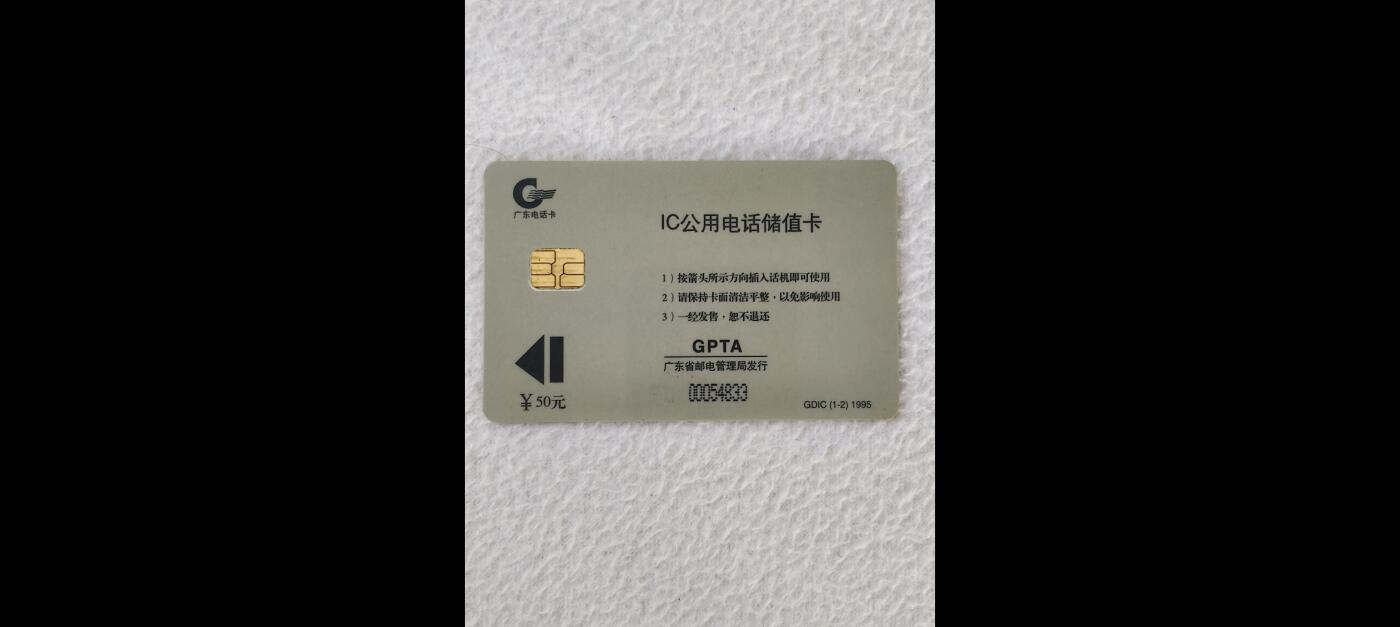 广东电话卡
IC公用电话储值卡
1）按箭头所示方向插入话机即可使用
2）请保持卡面清洁平整，以免影响使用
3）一经发售，恕不退还
GPTA
广东省邮电管理局发行
00054833
¥50元
GDIC (1-2) 1995